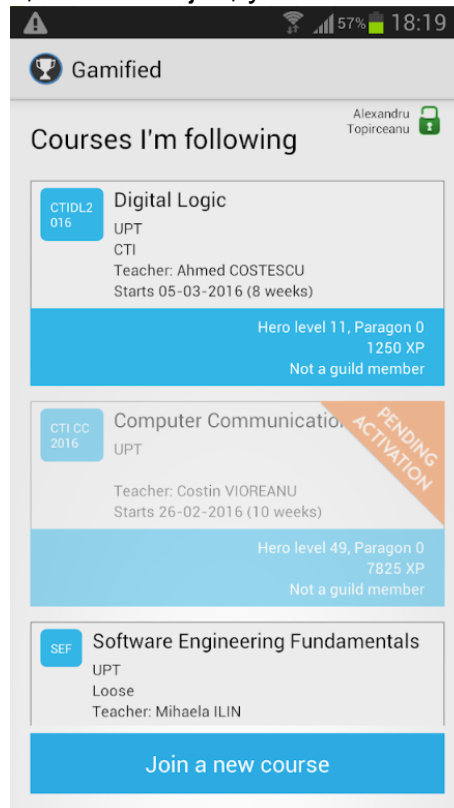 57% 18:19
Gamified
Alexandru
Topirceanu
Courses I'm following
CTIDL2
016
Digital Logic
UPT
CTI
Teacher: Ahmed COSTESCU
Starts 05-03-2016 (8 weeks)
Hero level 11, Paragon 0
1250 XP
Not a guild member
CTI CC
2016
Computer Communicatio
PENDING
ACTIVATION
UPT
Teacher: Costin VIOREANU
Starts 26-02-2016 (10 weeks)
Hero level 49, Paragon 0
7825 XP
Not a guild member
SEF
Software Engineering Fundamentals
UPT
Loose
Teacher: Mihaela ILIN
Join a new course